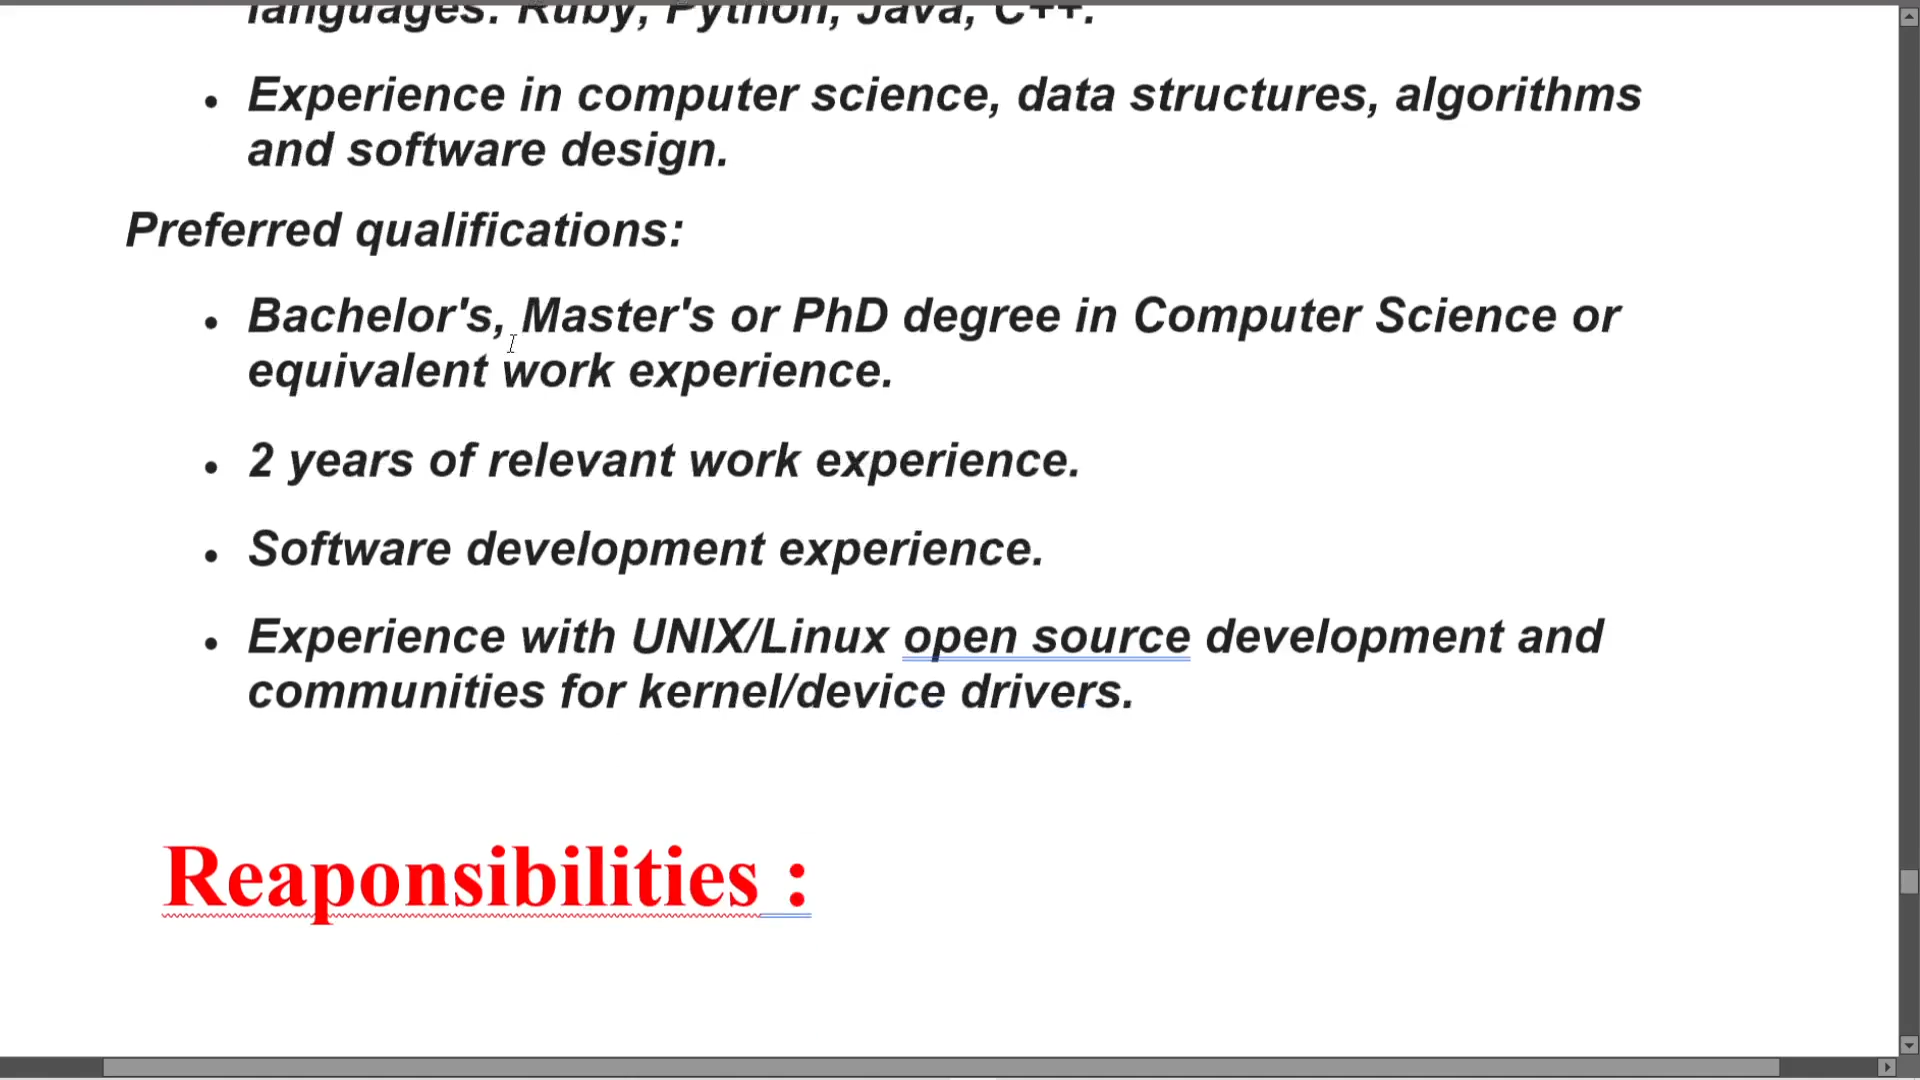 languages: Ruby, Python, Java, C++.
• Experience in computer science, data structures, algorithms
and software design.
Preferred qualifications:
• Bachelor's, Master's or PhD degree in Computer Science or
equivalent work experience.
• 2 years of relevant work experience.
• Software development experience.
• Experience with UNIX/Linux open source development and
communities for kernel/device drivers.
Reaponsibilities :